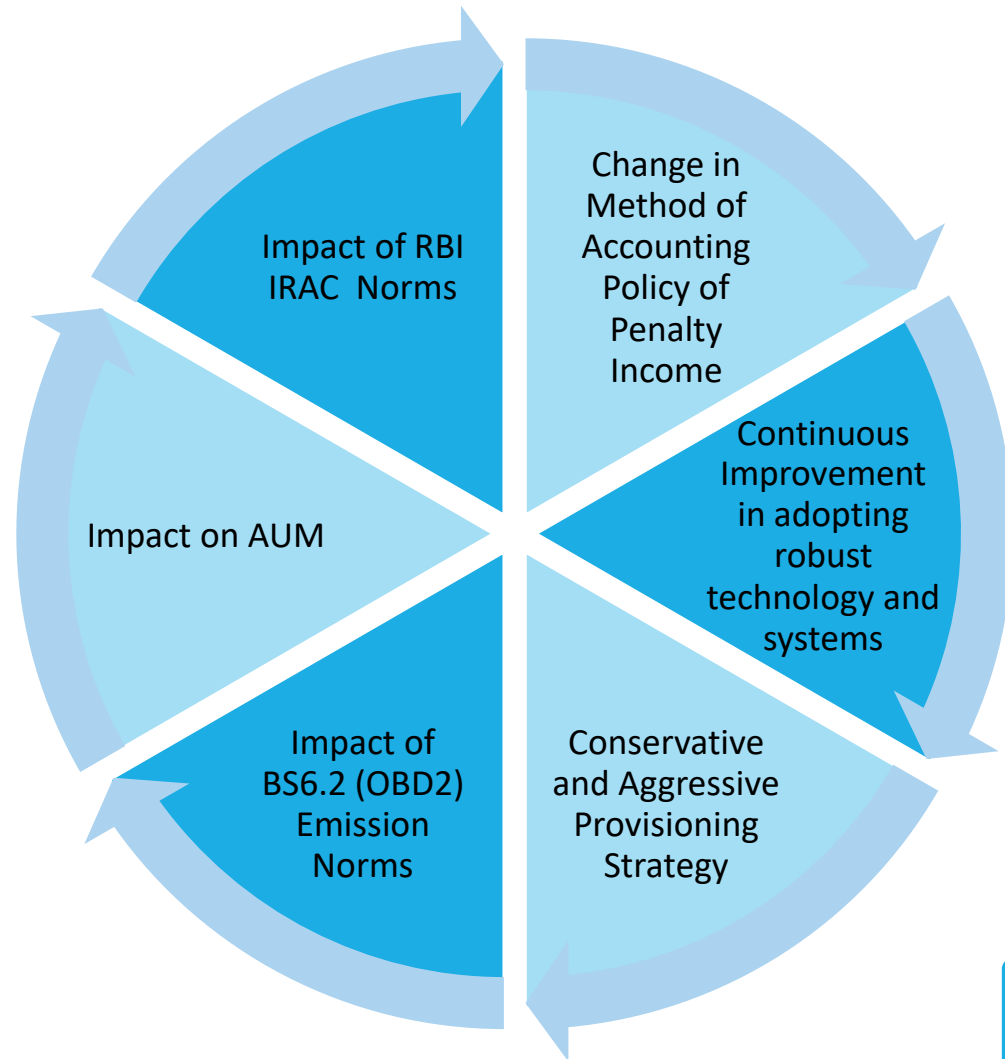 Change in
Method of
Accounting
Policy of
Penalty
Income
Continuous
Improvement
in adopting
robust
technology and
systems
Conservative
and Aggressive
Provisioning
Strategy
Impact of
BS6.2 (OBD2)
Emission
Norms
Impact on AUM
Impact of RBI
IRAC  Norms